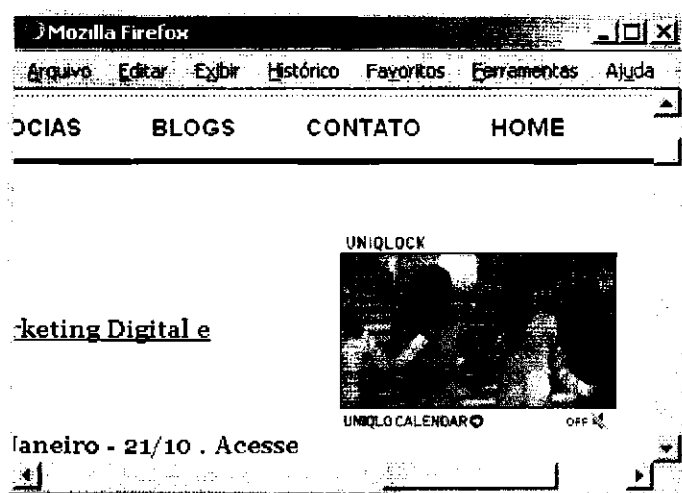 Mozilla Firefox
Arquivo Editar Exibir Histórico Favoritos Ferramentas Ajuda
OCIAS BLOGS CONTATO HOME
UNIQLOCK
rketing Digital e
UNIQLO CALENDAR OFF
Janeiro - 21/10 . Acesse